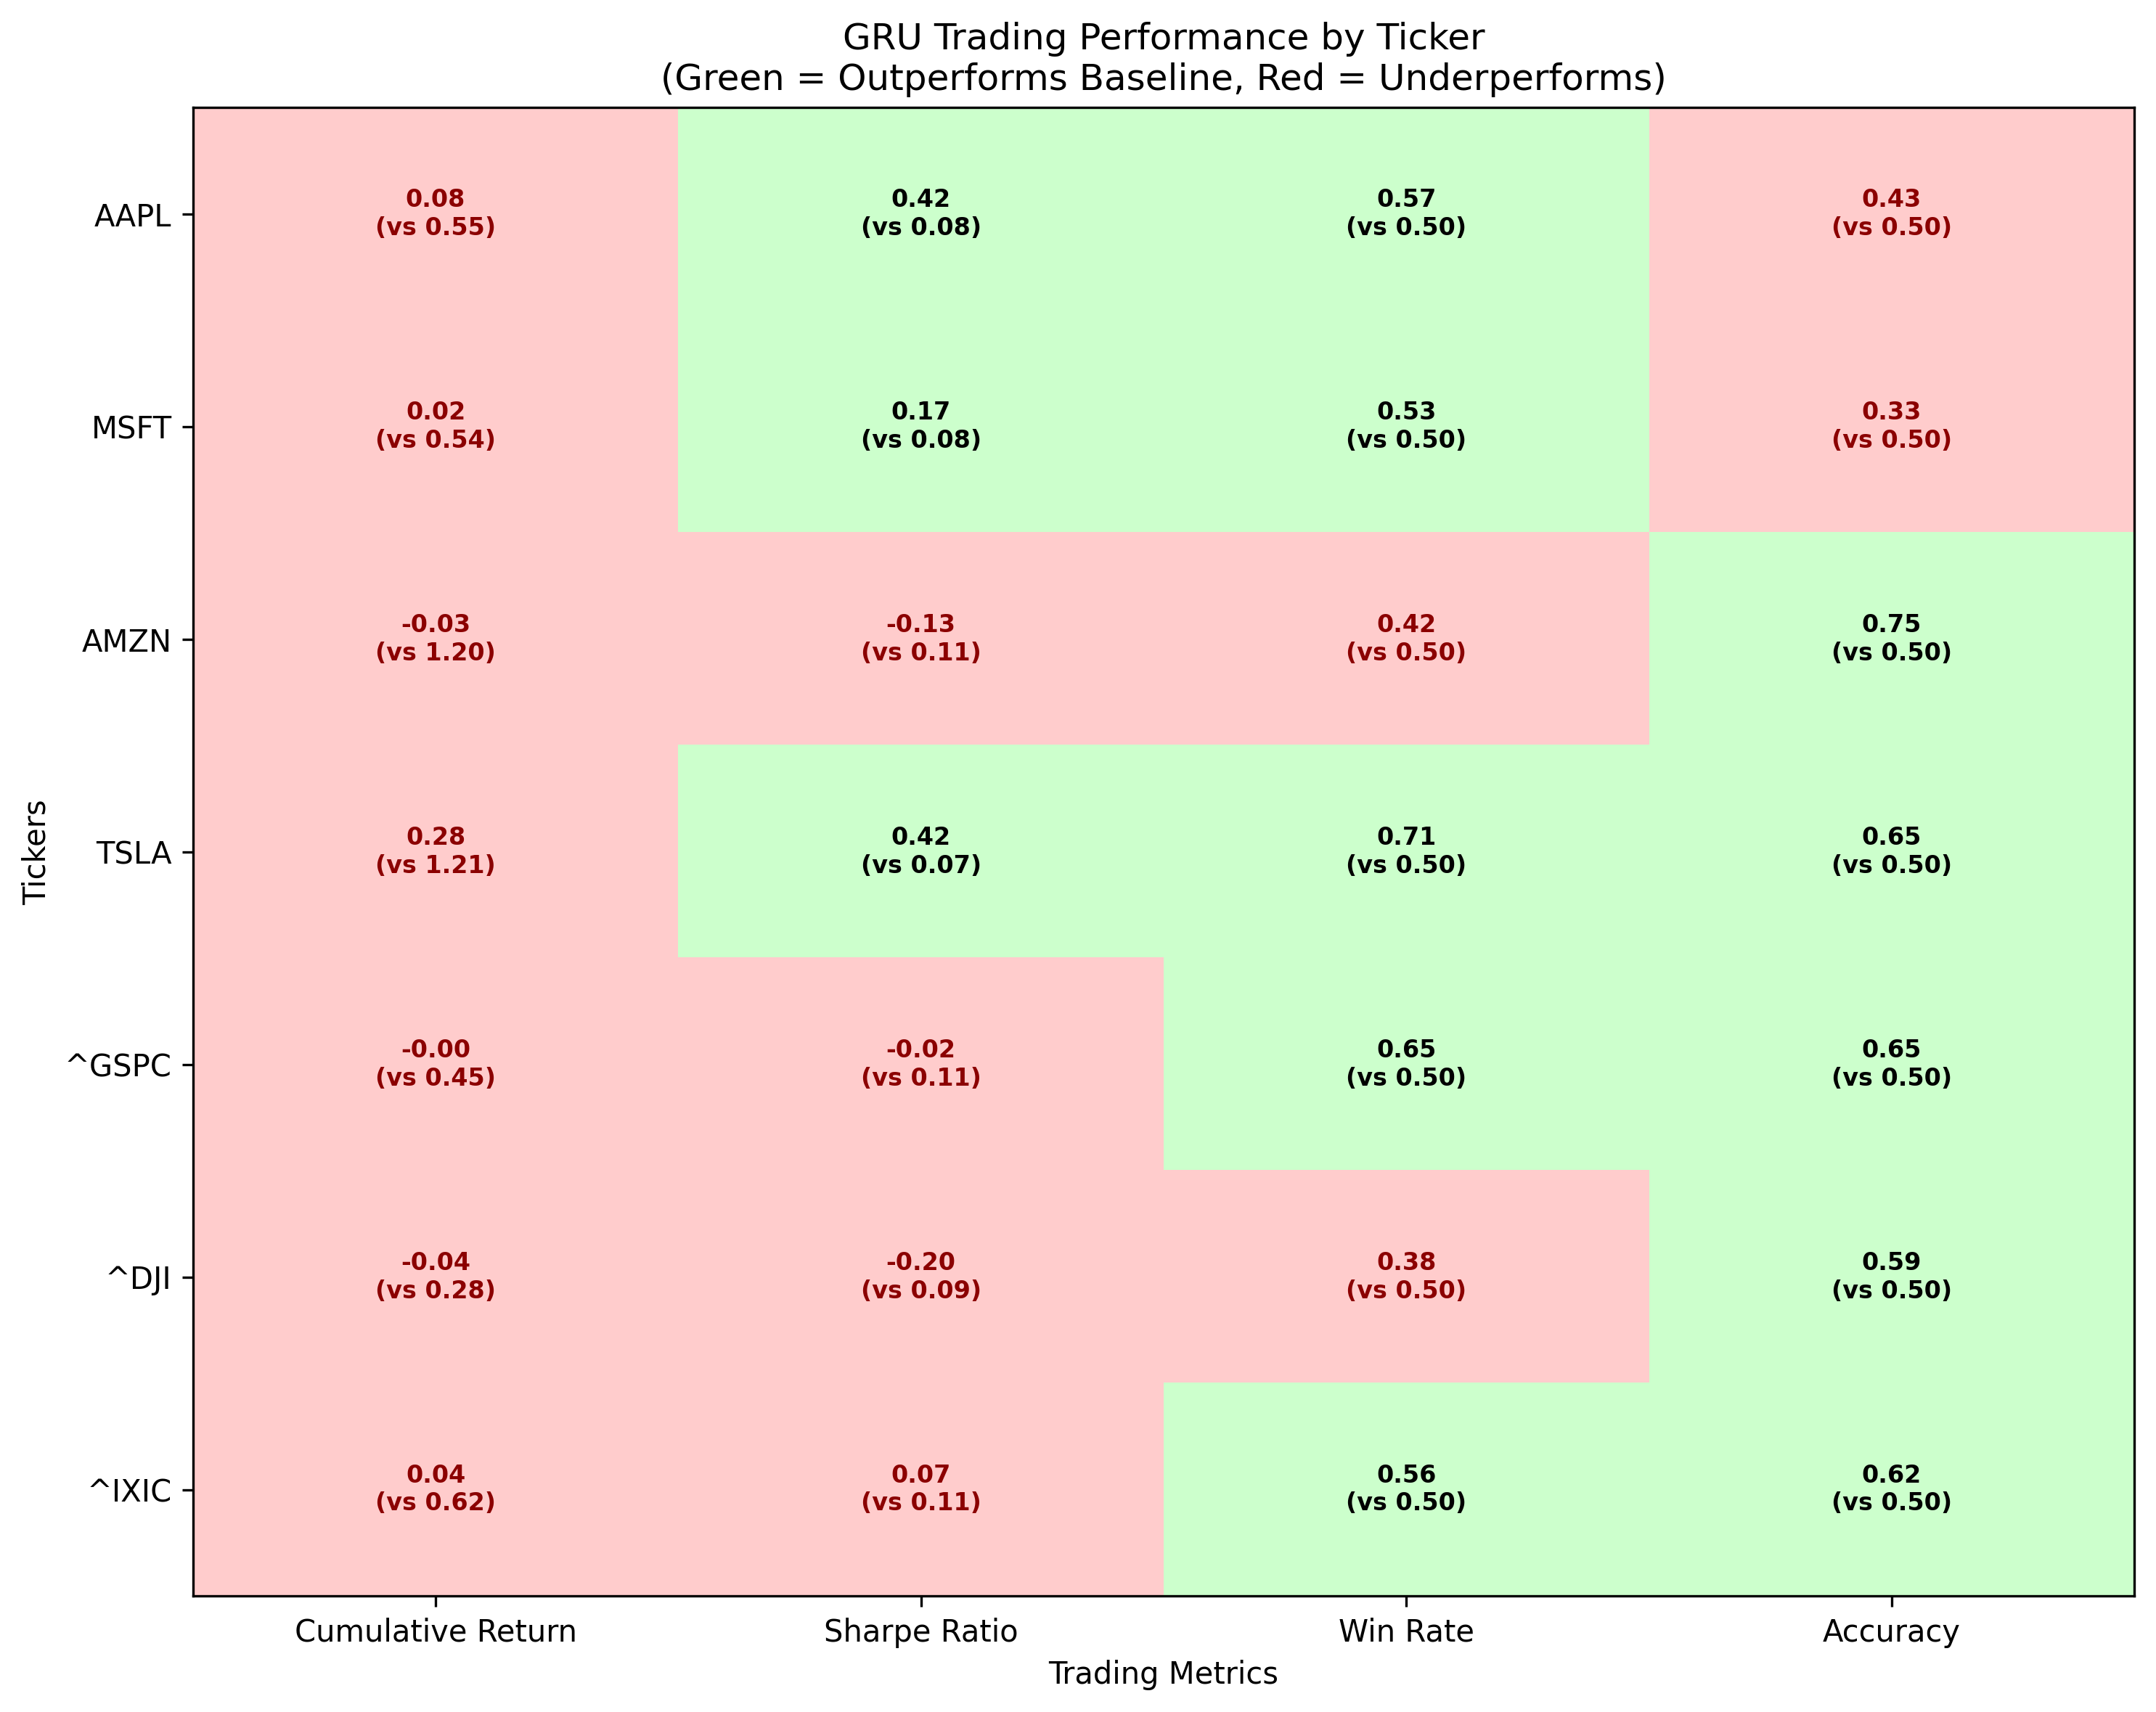 GRU Trading Performance by Ticker
(Green = Outperforms Baseline, Red = Underperforms)
Tickers
AAPL
0.08
(vs 0.55)
0.42
(vs 0.08)
0.57
(vs 0.50)
0.43
(vs 0.50)
MSFT
0.02
(vs 0.54)
0.17
(vs 0.08)
0.53
(vs 0.50)
0.33
(vs 0.50)
AMZN
-0.03
(vs 1.20)
-0.13
(vs 0.11)
0.42
(vs 0.50)
0.75
(vs 0.50)
TSLA
0.28
(vs 1.21)
0.42
(vs 0.07)
0.71
(vs 0.50)
0.65
(vs 0.50)
^GSPC
-0.00
(vs 0.45)
-0.02
(vs 0.11)
0.65
(vs 0.50)
0.65
(vs 0.50)
^DJI
-0.04
(vs 0.28)
-0.20
(vs 0.09)
0.38
(vs 0.50)
0.59
(vs 0.50)
^IXIC
0.04
(vs 0.62)
0.07
(vs 0.11)
0.56
(vs 0.50)
0.62
(vs 0.50)
Cumulative Return
Sharpe Ratio
Win Rate
Accuracy
Trading Metrics